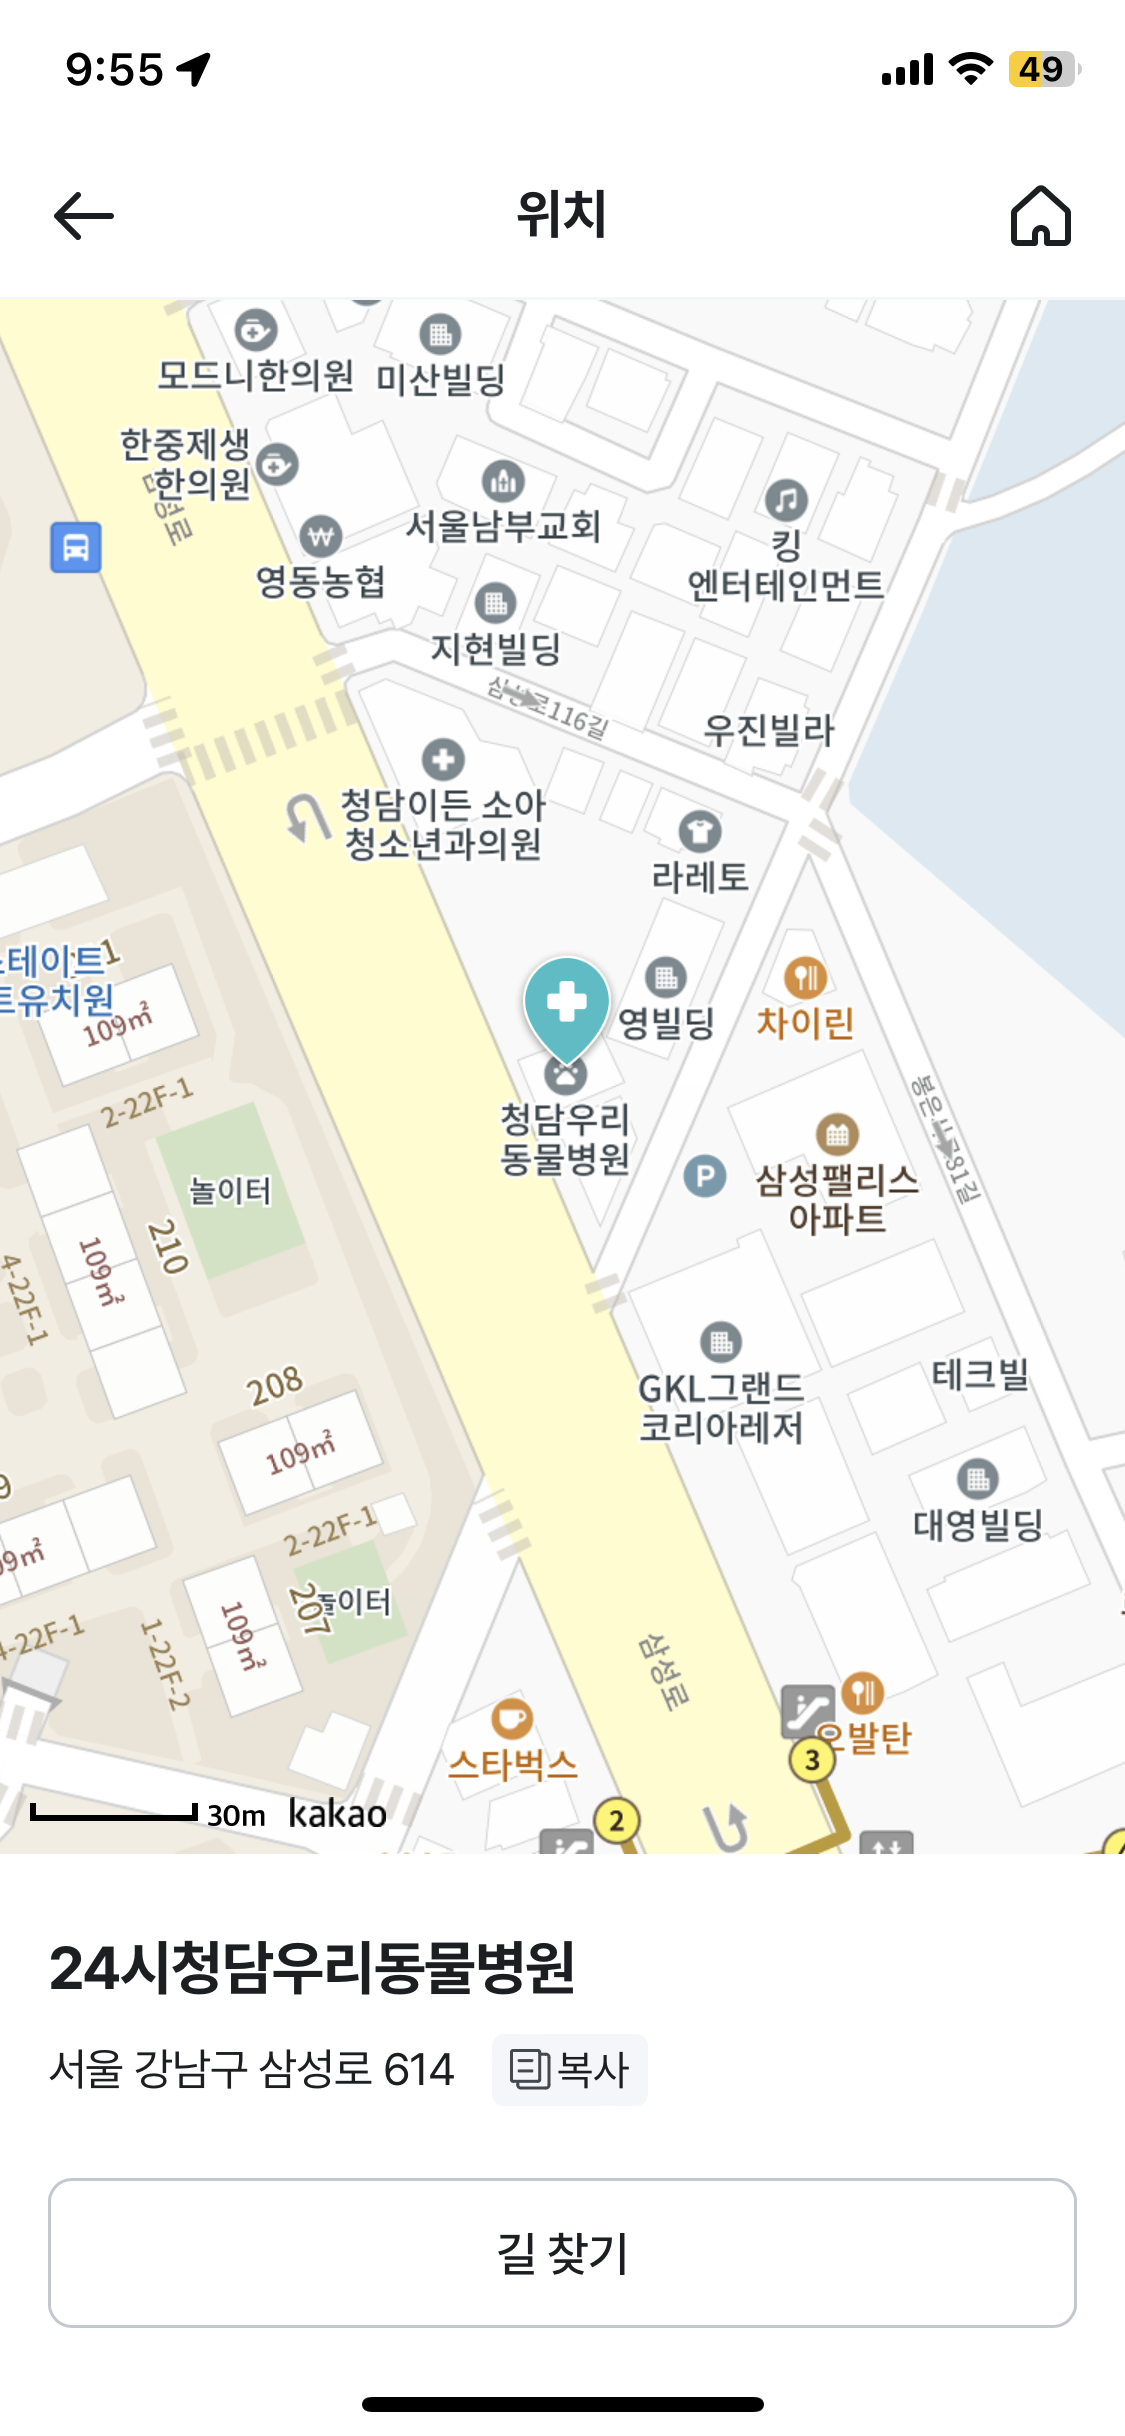 9:55
49
위치
모드니한의원
미산빌딩
한중제생
한의원
서울남부교회
영동농협
킹
엔터테인먼트
지현빌딩
삼성로116길
우진빌라
청담이든 소아
청소년과의원
라레토
테이트
트유치원
109㎡
영빌딩
차이린
2-22F-1
청담우리
동물병원
P
삼성팰리스
아파트
놀이터
210
109㎡
4-22F-1
208
109㎡
GKL그랜드
코리아레저
테크빌
대영빌딩
2-22F-1
207
놀이터
109㎡
1-22F-2
4-22F-1
삼성로
오발탄
3
스타벅스
2
30m
kakao
24시청담우리동물병원
서울 강남구 삼성로 614
복사
길 찾기